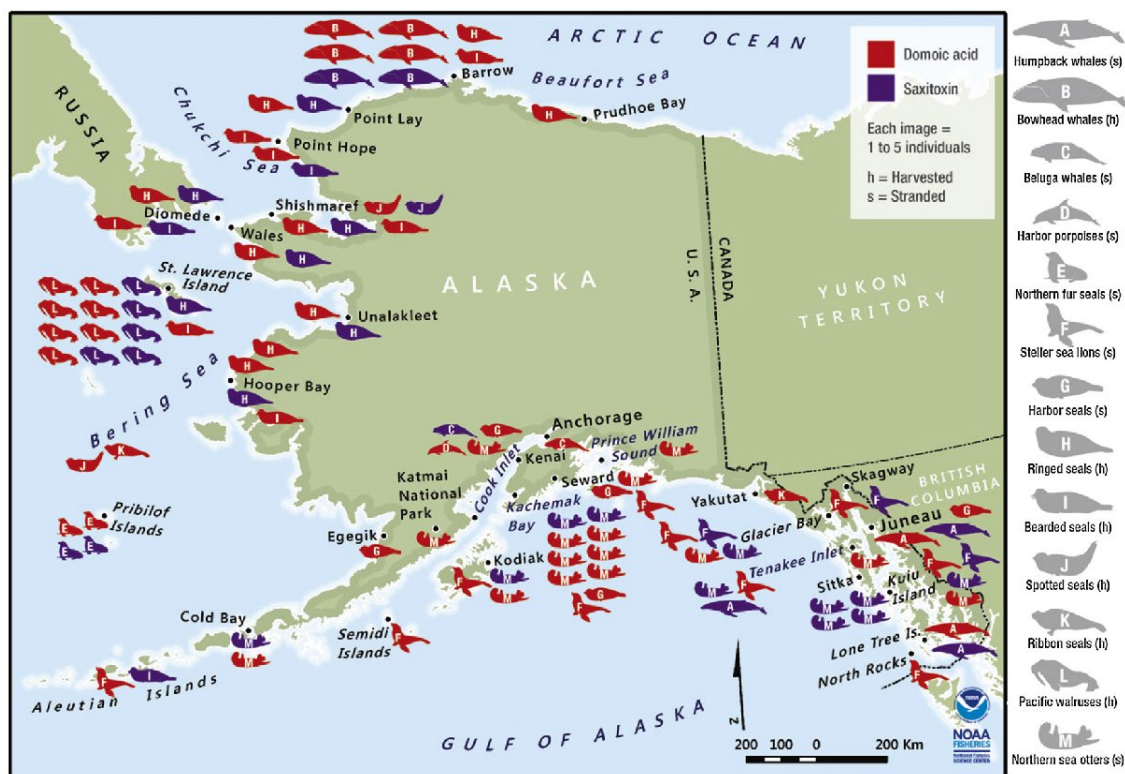 ARCTIC OCEAN
Beaufort Sea
Barrow
Prudhoe Bay
RUSSIA
Chukchi Sea
Point Lay
Point Hope
Diomede
Shishmaref
Wales
St. Lawrence
Island
ALASKA
U. S. A.
CANADA
YUKON
TERRITORY
Unalakleet
Hooper Bay
Bering Sea
Pribilof
Islands
Anchorage
Kenai
Cook Inlet
Prince William
Sound
Seward
Katmai
National
Park
Kachemak
Bay
Egegik
Kodiak
Yakutat
Skagway
BRITISH
COLUMBIA
Glacier Bay
Juneau
Tenakee Inlet
Sitka
Kuiu
Island
Lone Tree Is.
North Rocks
Cold Bay
Semidi
Islands
Aleutian Islands
GULF OF ALASKA
Z
200 100 0 200 Km
NOAA
FISHERIES
Domoic acid
Saxitoxin
Each image =
1 to 5 individuals
h = Harvested
s = Stranded
A
Humpback whales (s)
B
Bowhead whales (h)
C
Beluga whales (s)
D
Harbor porpoises (s)
E
Northern fur seals (s)
F
Steller sea lions (s)
G
Harbor seals (s)
H
Ringed seals (h)
I
Bearded seals (h)
J
Spotted seals (h)
K
Ribbon seals (h)
L
Pacific walruses (h)
M
Northern sea otters (s)